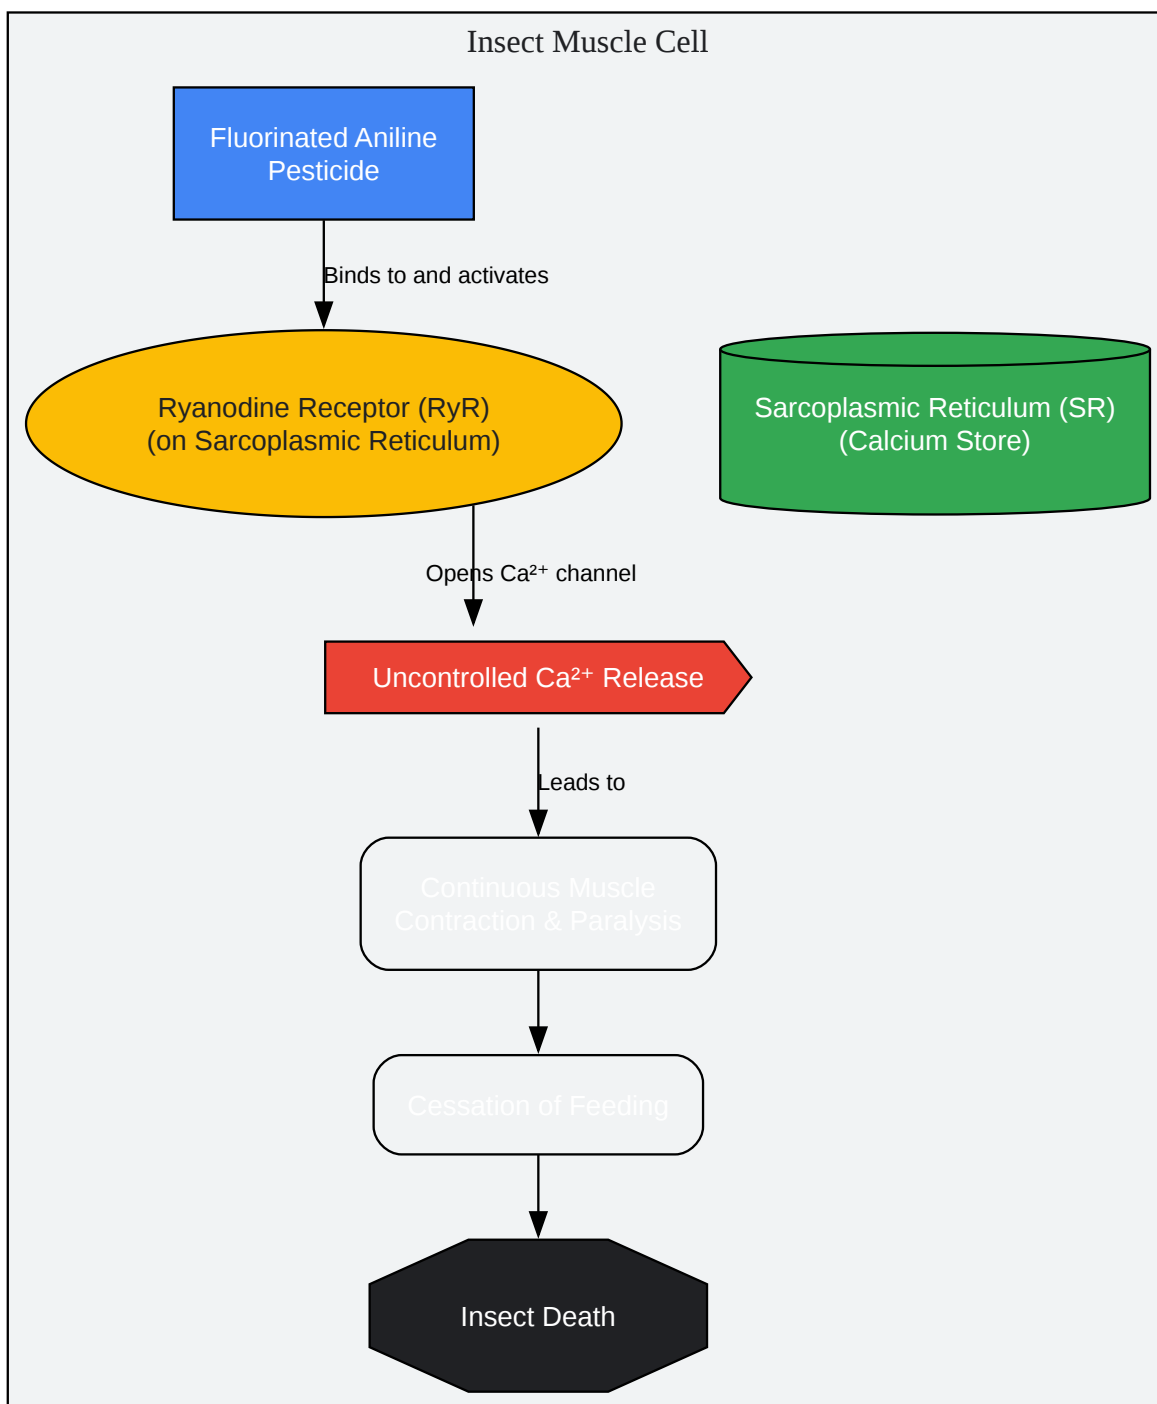 Insect Muscle Cell
Fluorinated Aniline
Pesticide
Binds to and activates
Ryanodine Receptor (RyR)
(on Sarcoplasmic Reticulum)
Sarcoplasmic Reticulum (SR)
(Calcium Store)
Opens Ca²⁺ channel
Uncontrolled Ca²⁺ Release
Leads to
Continuous Muscle
Contraction & Paralysis
Cessation of Feeding
Insect Death